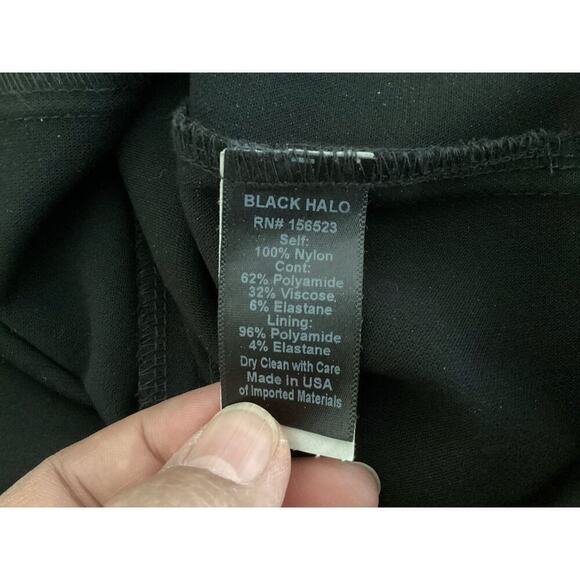 BLACK HALO
RN# 156523
Self:
100% Nylon
Cont:
62% Polyamide
32% Viscose,
6% Elastane
Lining:
96% Polyamide
4% Elastane
Dry Clean with Care
Made in USA
of Imported Materials